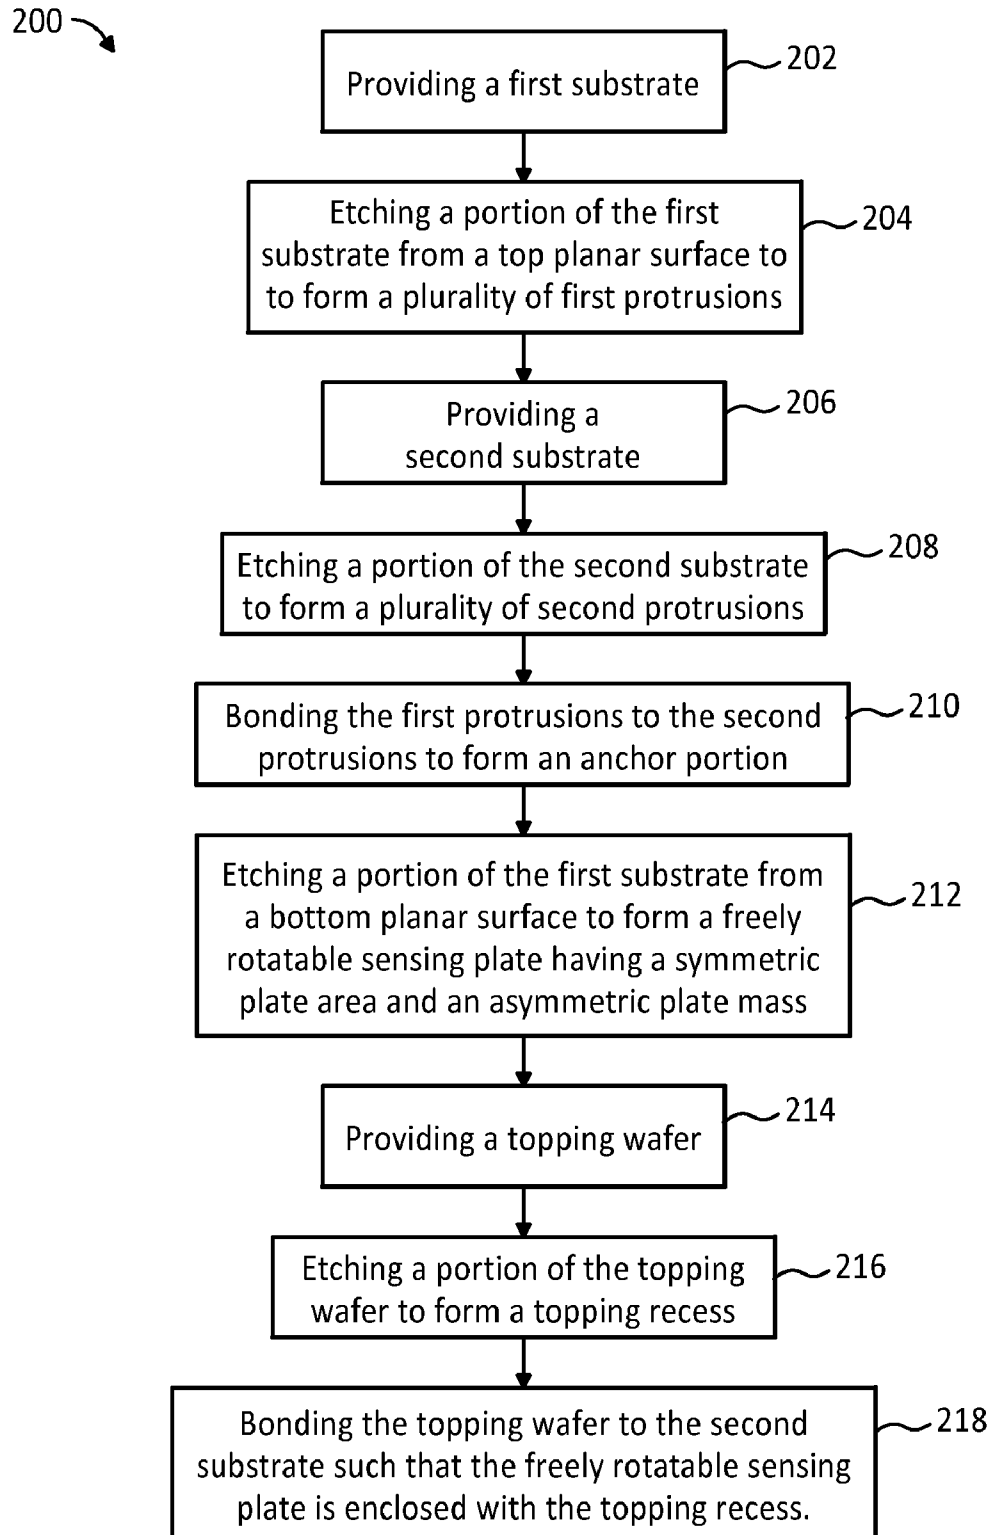 200
202
Providing a first substrate
Etching a portion of the first
204
substrate from a top planar surface to
to form a plurality of first protrusions
206
Providing a
second substrate
208
Etching a portion of the second substrate
to form a plurality of second protrusions
210
Bonding the first protrusions to the second
protrusions to form an anchor portion
Etching a portion of the first substrate from
212
a bottom planar surface to form a freely
rotatable sensing plate having a symmetric
plate area and an asymmetric plate mass
214
Providing a topping wafer
216
Etching a portion of the topping
wafer to form a topping recess
218
Bonding the topping wafer to the second
substrate such that the freely rotatable sensing
plate is enclosed with the topping recess.